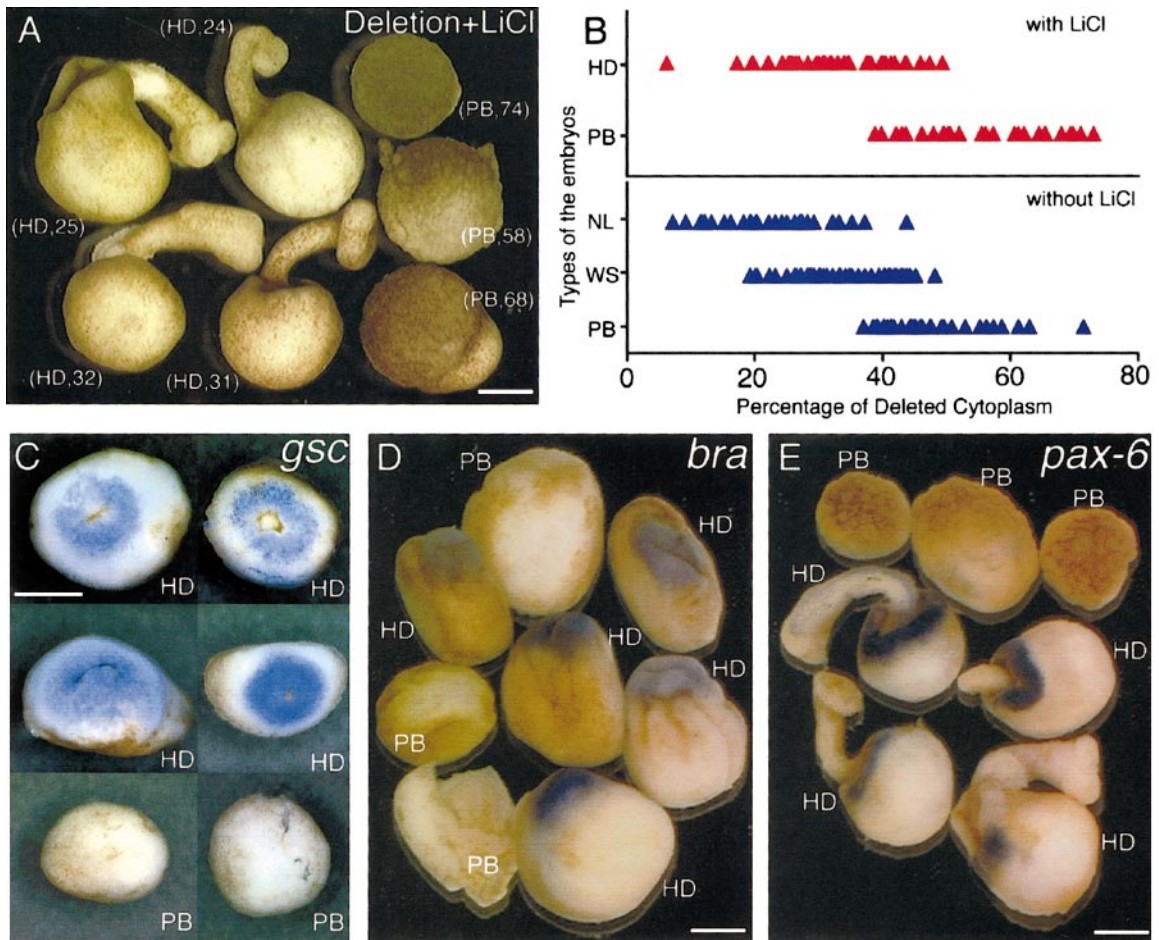 A
Deletion+LiCl
(HD,24)
(PB,74)
(PB,58)
(HD,25)
(PB,68)
(HD,32)
(HD,31)
B
with LiCl
HD
PB
without LiCl
NL
WS
PB
Types of the embryos
0 20 40 60 80
Percentage of Deleted Cytoplasm
C
gsc
HD
HD
HD
HD
PB
PB
D
bra
PB
HD
HD
HD
HD
PB
PB
HD
E
pax-6
PB
PB
PB
HD
HD
HD
HD